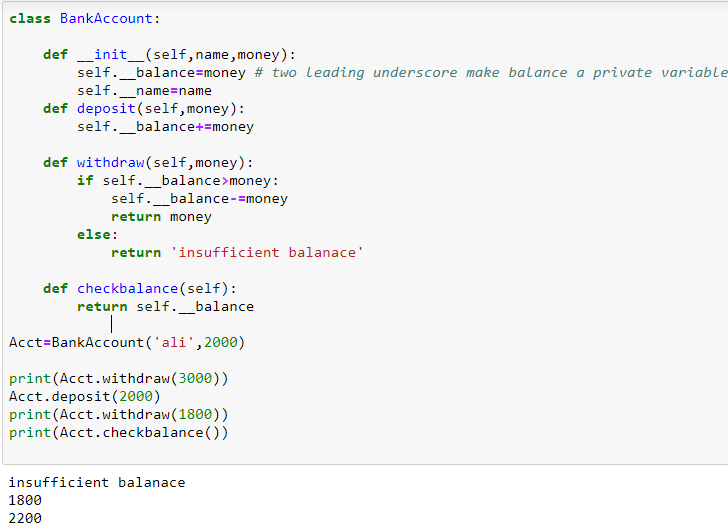 class BankAccount:
    def __init__(self,name,money):
        self.__balance=money # two leading underscore make balance a private variable
        self.__name=name
    def deposit(self,money):
        self.__balance+=money
    def withdraw(self,money):
        if self.__balance>money:
            self.__balance-=money
            return money
        else:
            return 'insufficient balanace'
    def checkbalance(self):
        return self.__balance
Acct=BankAccount('ali',2000)
print(Acct.withdraw(3000))
Acct.deposit(2000)
print(Acct.withdraw(1800))
print(Acct.checkbalance())
insufficient balanace
1800
2200